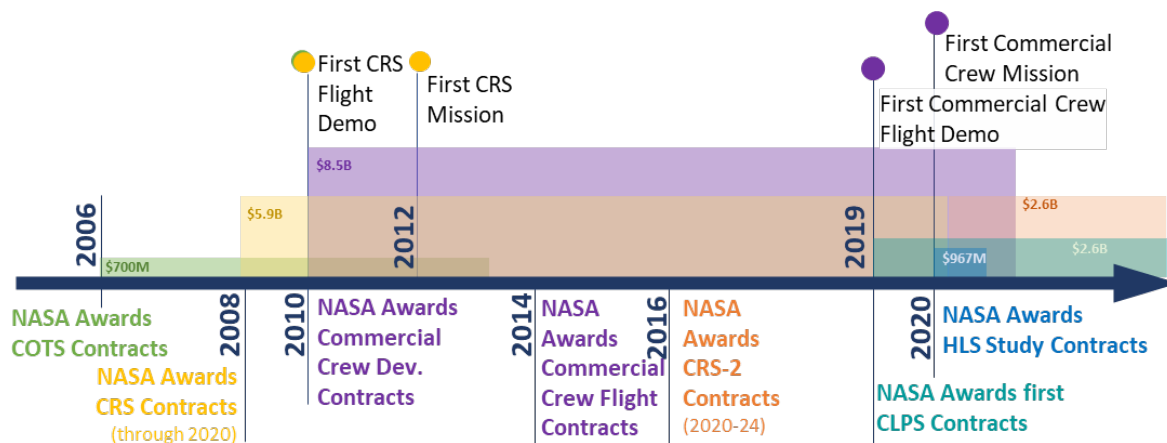 First CRS
Flight
Demo
First CRS
Mission
First Commercial
Crew Mission
First Commercial Crew
Flight Demo
$8.5B
$5.9B
$2.6B
$2.6B
$967M
$700M
2006
2012
2019
2008
2010
2014
2016
2020
NASA Awards
COTS Contracts
NASA Awards
CRS Contracts
(through 2020)
NASA Awards
Commercial
Crew Dev.
Contracts
NASA
Awards
Commercial
Crew Flight
Contracts
NASA
Awards
CRS-2
Contracts
(2020-24)
NASA Awards
HLS Study Contracts
NASA Awards first
CLPS Contracts